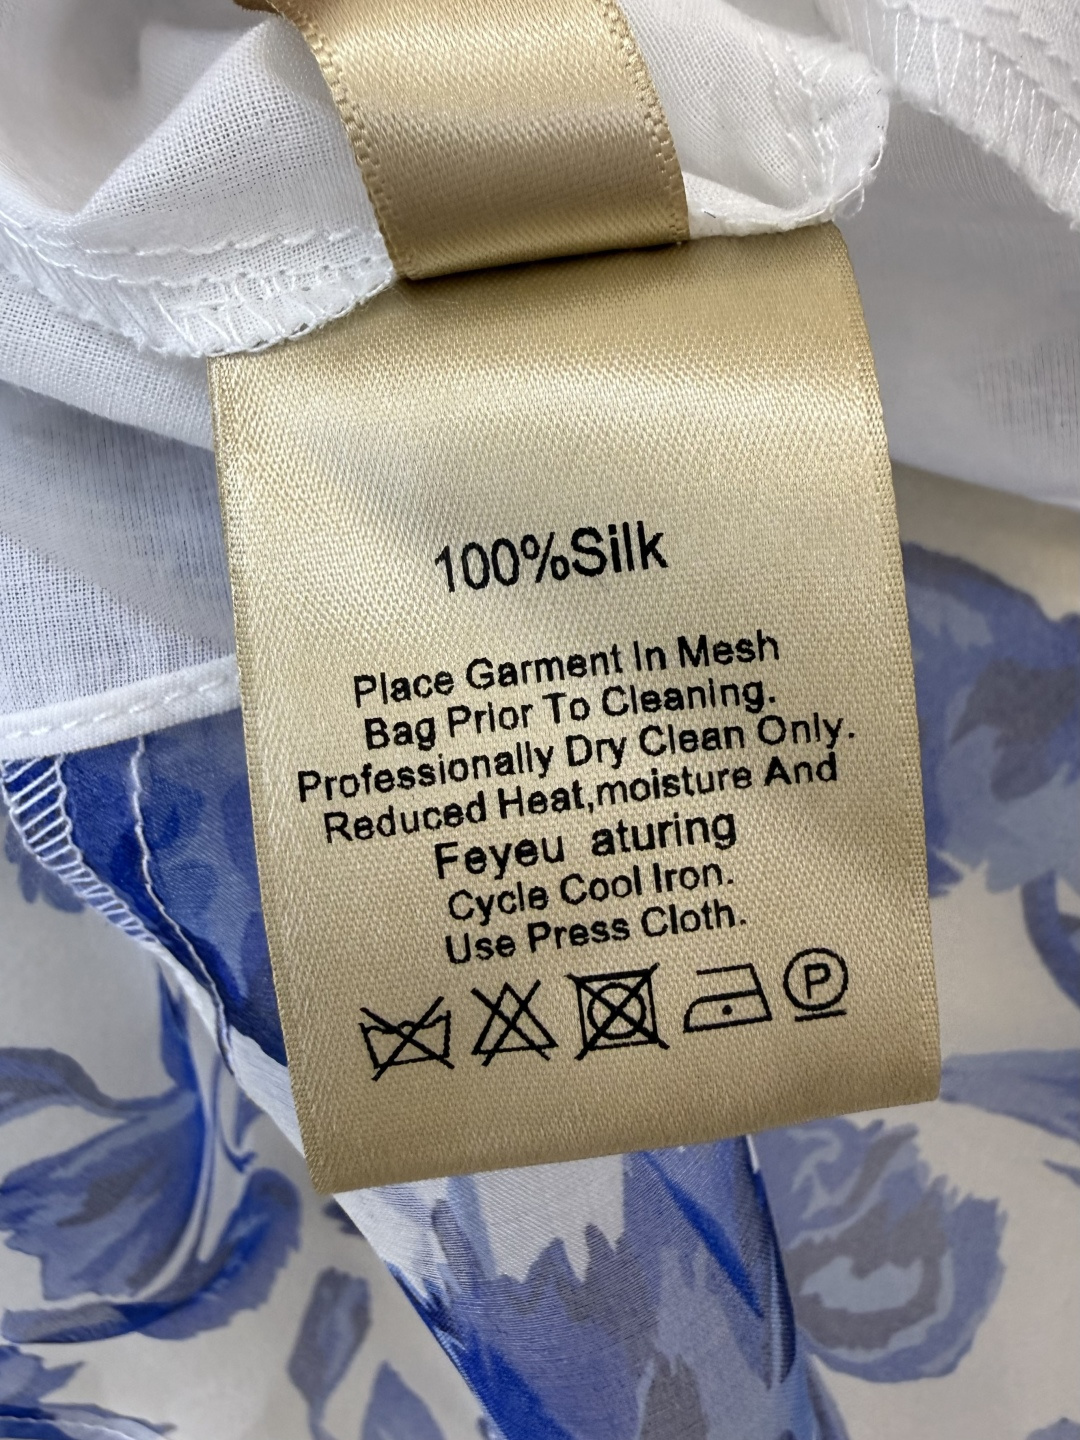 100%Silk
Place Garment In Mesh
Bag Prior To Cleaning.
Professionally Dry Clean Only.
Reduced Heat,moisture And
Feyeu aturing
Cycle Cool Iron.
Use Press Cloth.
P